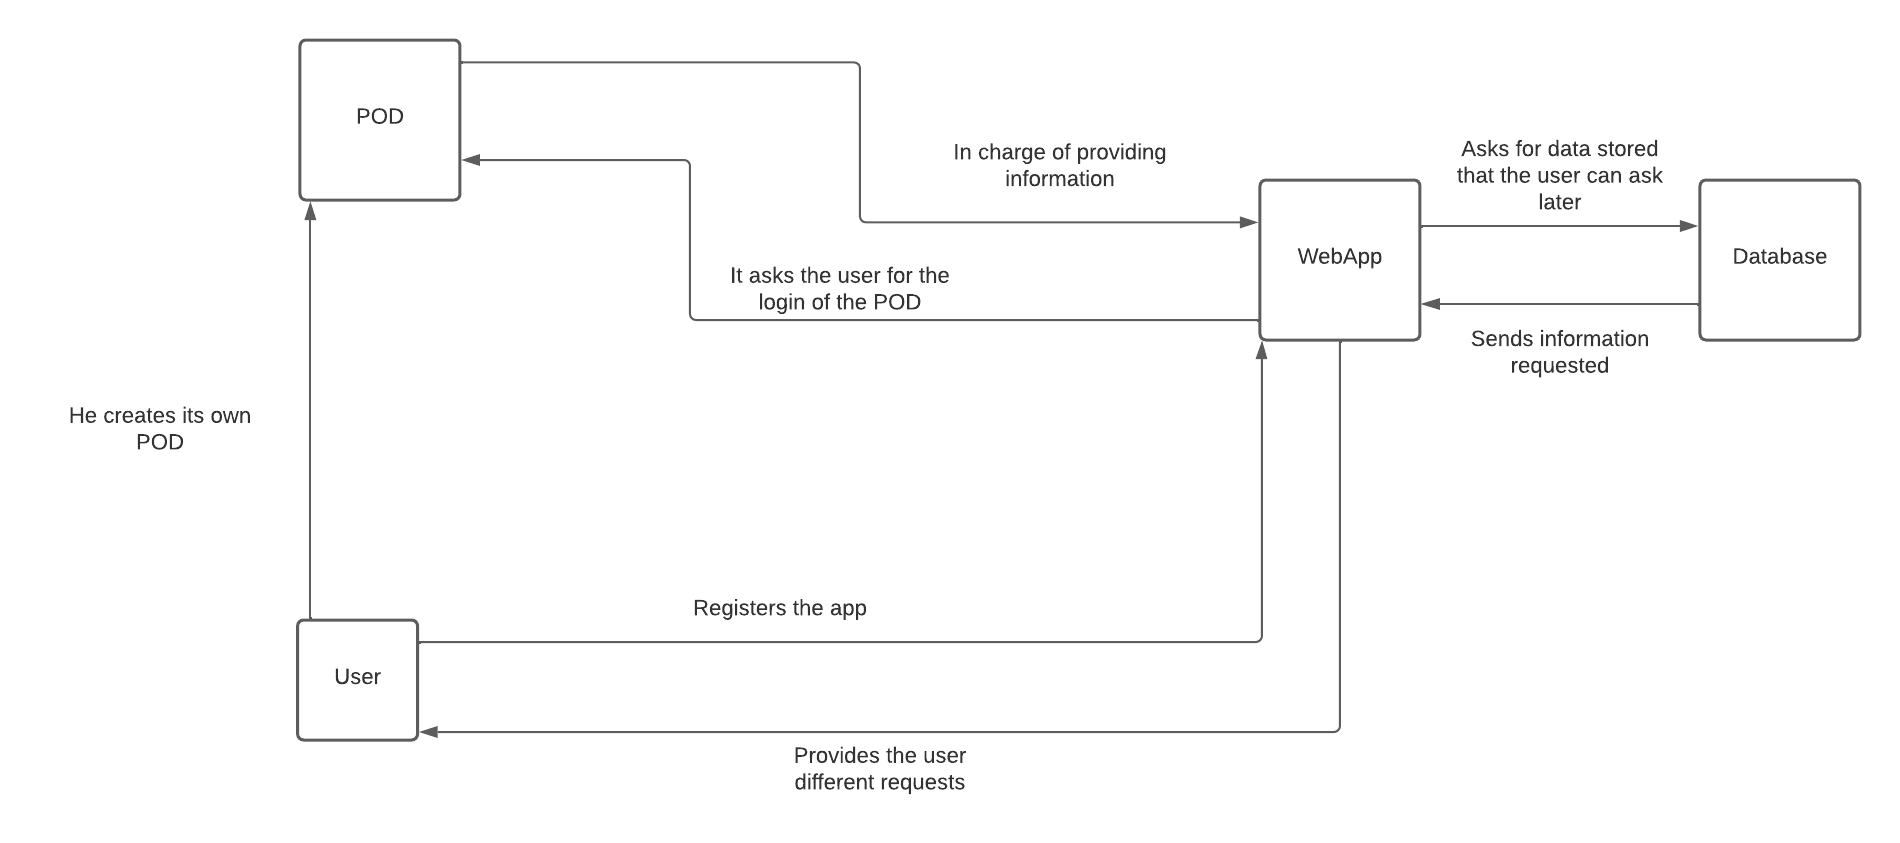 POD
In charge of providing
information
Asks for data stored
that the user can ask
later
WebApp
Database
It asks the user for the
login of the POD
Sends information
requested
He creates its own
POD
Registers the app
User
Provides the user
different requests